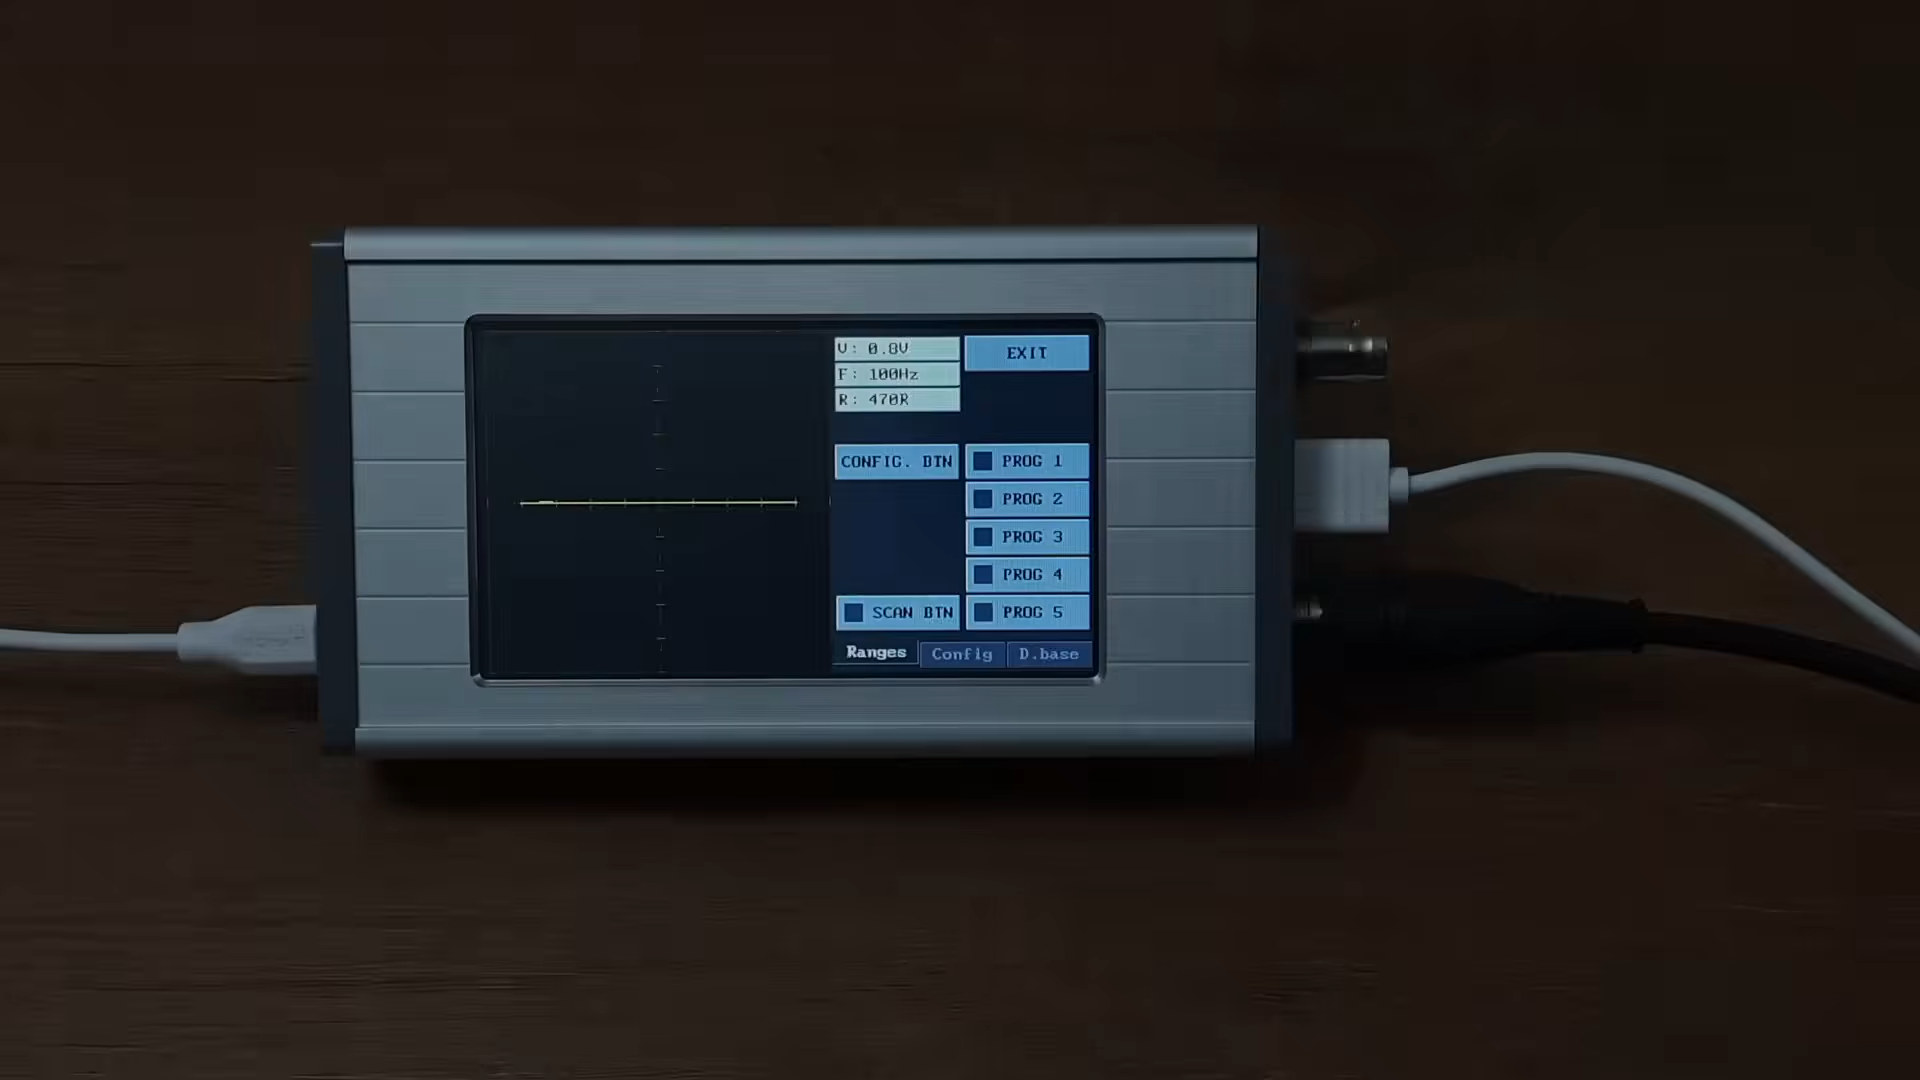 V: 0.8V
F: 100Hz
R: 470R
EXIT
CONFIG. BTN
PROG 1
PROG 2
PROG 3
PROG 4
SCAN BTN
PROG 5
Ranges
Config
D.base